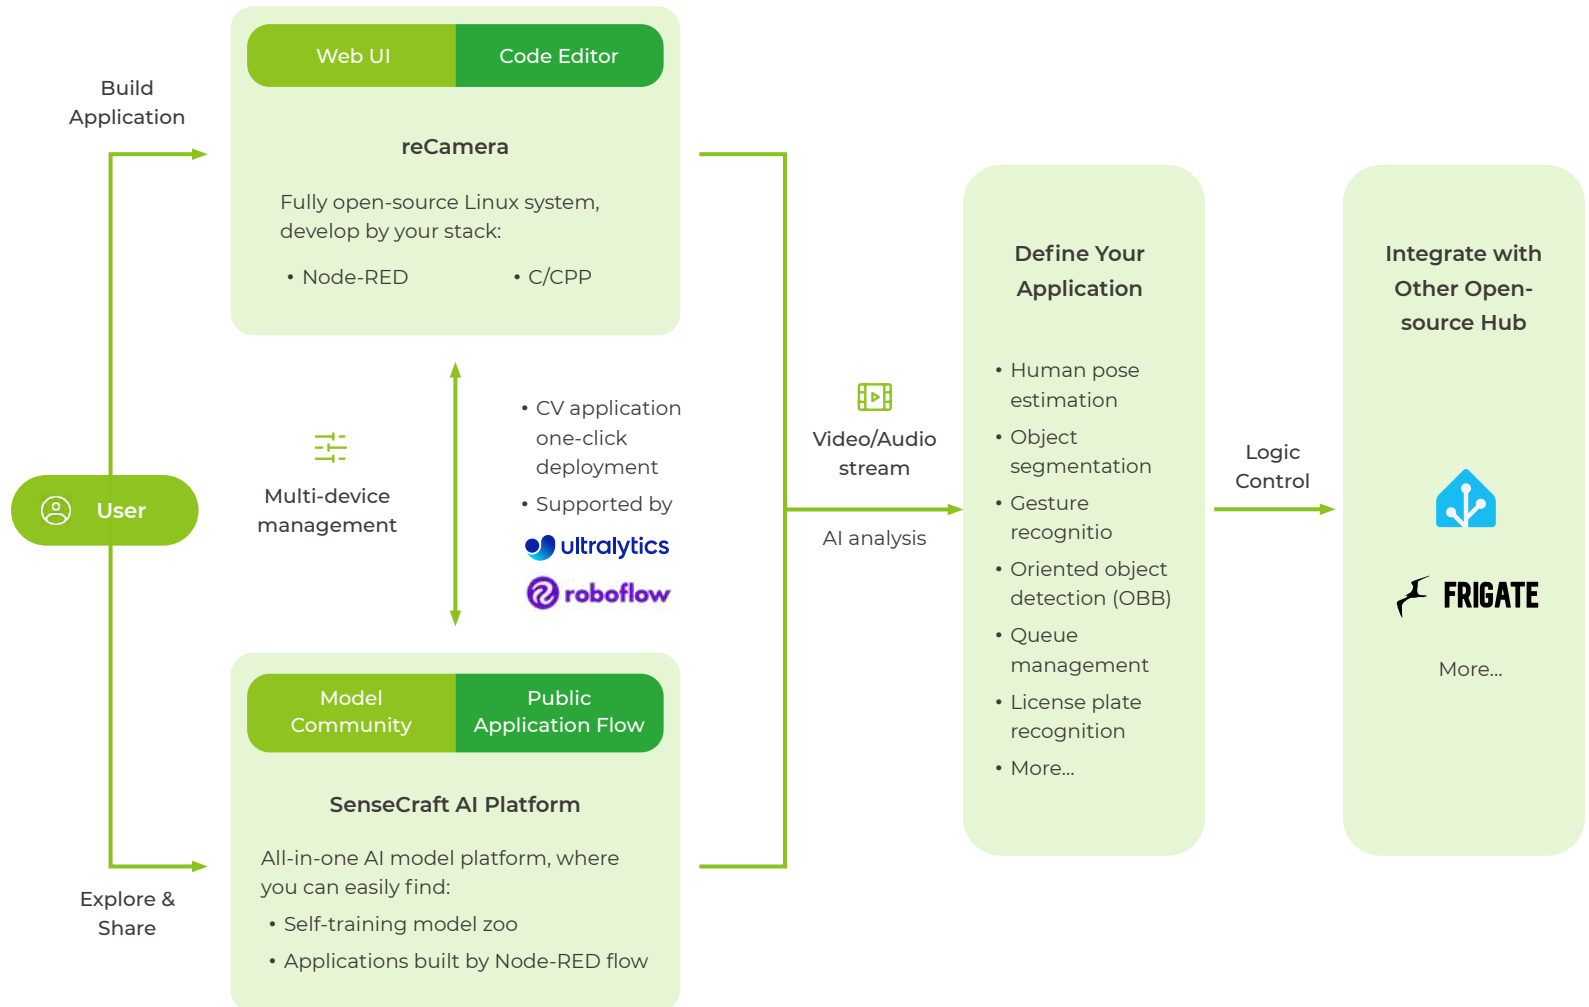 Build
Application
Web UI
Code Editor
reCamera
Fully open-source Linux system,
develop by your stack:
• Node-RED
• C/CPP
User
Multi-device
management
• CV application
one-click
deployment
• Supported by
ultralytics
roboflow
Model
Community
Public
Application Flow
SenseCraft AI Platform
All-in-one AI model platform, where
you can easily find:
• Self-training model zoo
• Applications built by Node-RED flow
Explore &
Share
Video/Audio
stream
AI analysis
Define Your
Application
• Human pose
estimation
• Object
segmentation
• Gesture
recognitio
• Oriented object
detection (OBB)
• Queue
management
• License plate
recognition
• More...
Logic
Control
Integrate with
Other Open-
source Hub
FRIGATE
More...